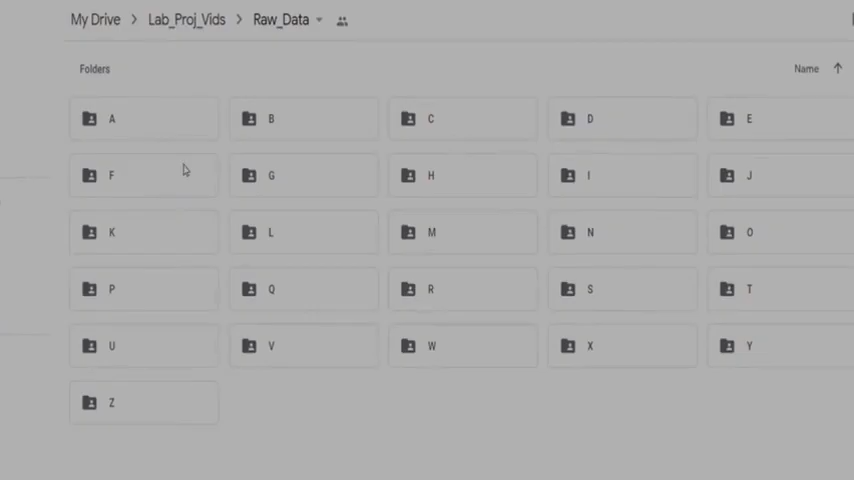 My Drive > Lab_Proj_Vids > Raw_Data
Folders Name
A B C D E
F G H I J
K L M N O
P Q R S T
U V W X Y
Z